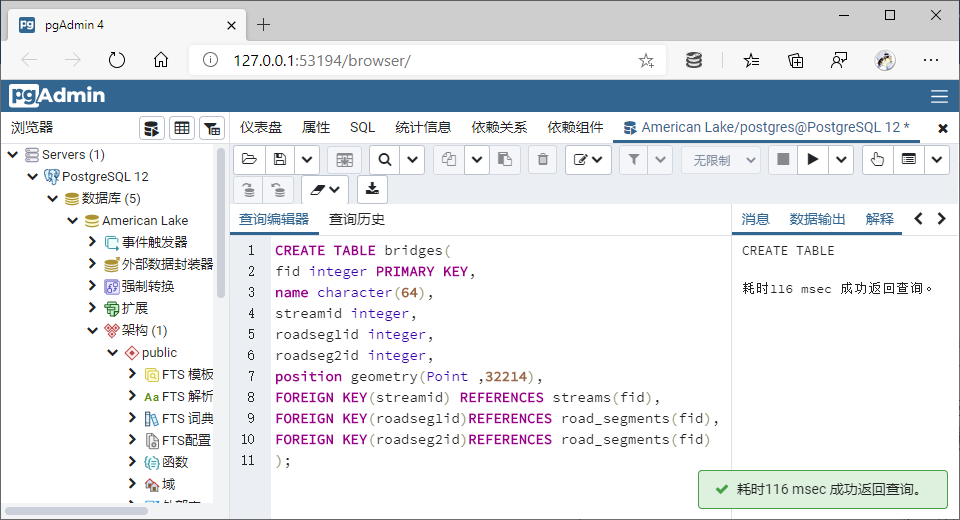 pgAdmin 4
127.0.0.1:53194/browser/
pgAdmin
浏览器
仪表盘 属性 SQL 统计信息 依赖关系 依赖组件 American Lake/postgres@PostgreSQL 12 *
Servers (1)
PostgreSQL 12
数据库 (5)
American Lake
事件触发器
外部数据封装器
强制转换
扩展
架构 (1)
public
FTS 模板
FTS 解析
FTS 词典
FTS配置
函数
域
无限制
查询编辑器 查询历史
1 CREATE TABLE bridges(
2 fid integer PRIMARY KEY,
3 name character(64),
4 streamid integer,
5 roadseg1id integer,
6 roadseg2id integer,
7 position geometry(Point ,32214),
8 FOREIGN KEY(streamid) REFERENCES streams(fid),
9 FOREIGN KEY(roadseg1id)REFERENCES road_segments(fid),
10 FOREIGN KEY(roadseg2id)REFERENCES road_segments(fid)
11 );
消息 数据输出 解释
CREATE TABLE
耗时116 msec 成功返回查询。
耗时116 msec 成功返回查询。